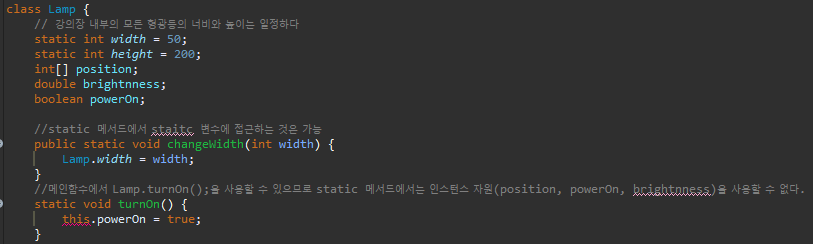 class Lamp {
// 강의장 내부의 모든 형광등의 너비와 높이는 일정하다
static int width = 50;
static int height = 200;
int[] position;
double brightnness;
boolean powerOn;
//static 메서드에서 staitc 변수에 접근하는 것은 가능
public static void changeWidth(int width) {
Lamp.width = width;
}
//메인함수에서 Lamp.turnOn();을 사용할 수 있으므로 static 메서드에서는 인스턴스 자원(position, powerOn, brightnness)을 사용할 수 없다.
static void turnOn() {
this.powerOn = true;
}